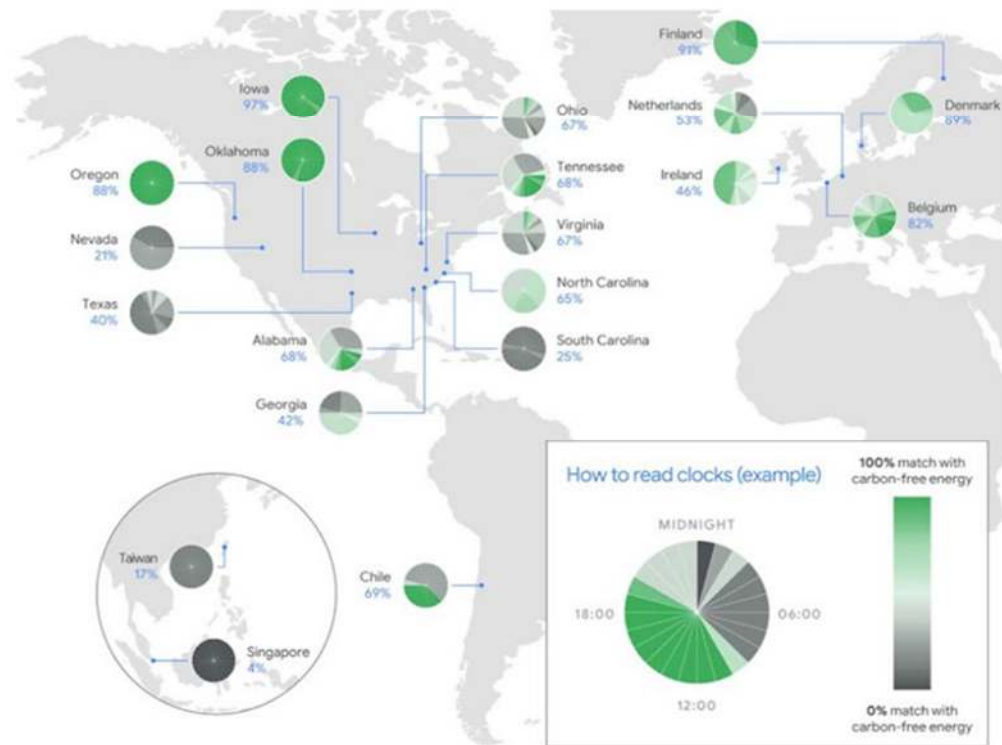 Finland
91%
Iowa
97%
Ohio
67%
Netherlands
53%
Denmark
89%
Oklahoma
88%
Tennessee
68%
Oregon
88%
Ireland
46%
Belgium
82%
Nevada
21%
Virginia
67%
Texas
40%
North Carolina
65%
Alabama
68%
South Carolina
25%
Georgia
42%
Taiwan
17%
Chile
69%
Singapore
4%
How to read clocks (example)
100% match with
carbon-free energy
MIDNIGHT
18:00
06:00
12:00
0% match with
carbon-free energy